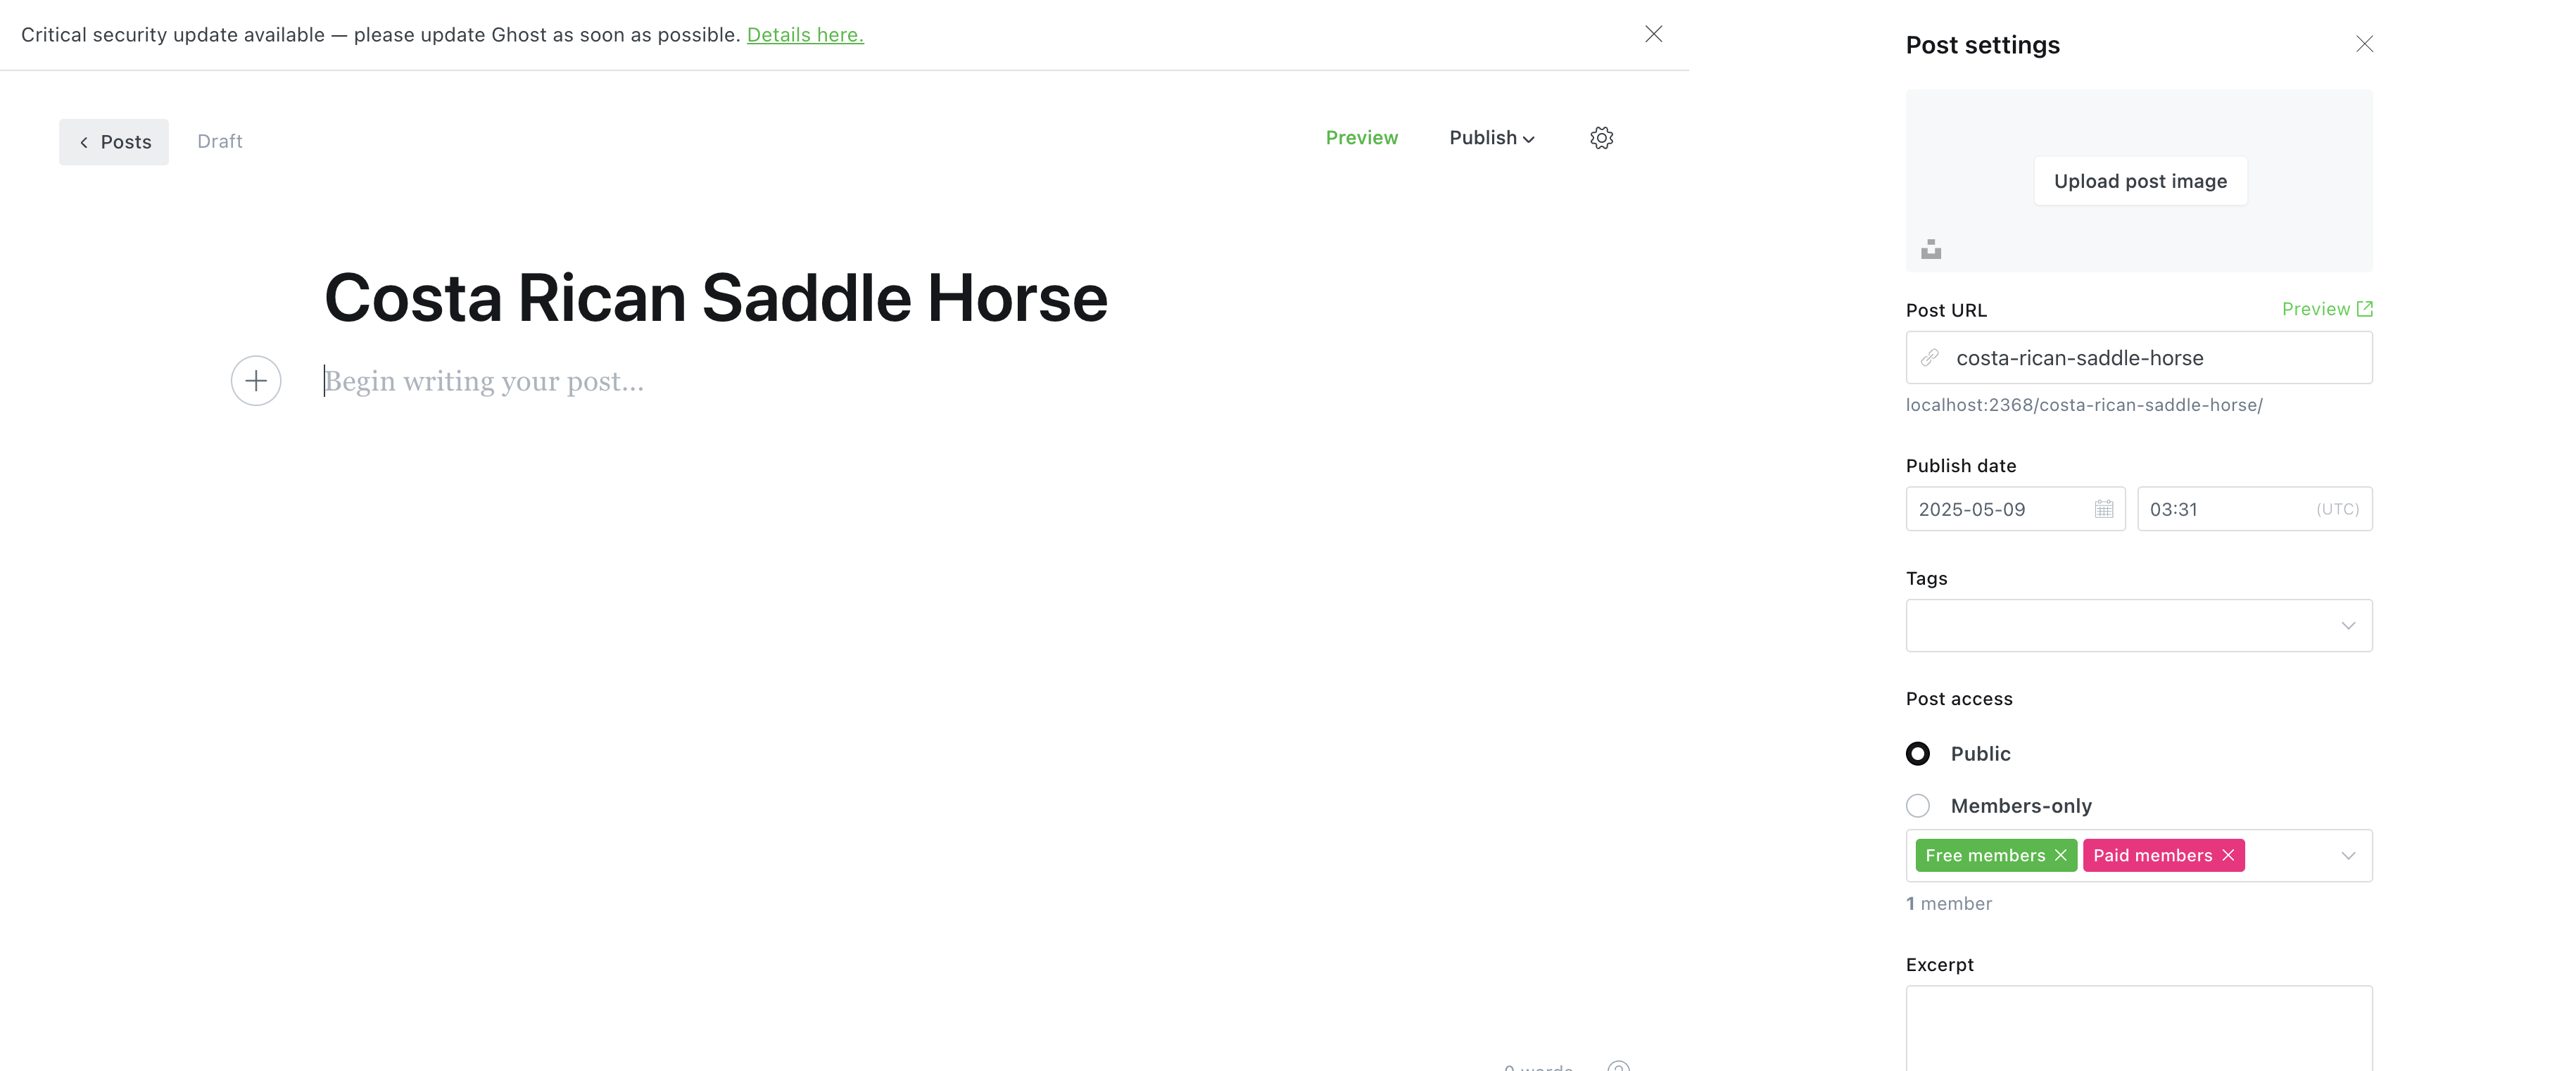 Critical security update available — please update Ghost as soon as possible. Details here.
Posts
Draft
Preview
Publish
Costa Rican Saddle Horse
Begin writing your post...
0 words
Post settings
Upload post image
Post URL
Preview
costa-rican-saddle-horse
localhost:2368/costa-rican-saddle-horse/
Publish date
2025-05-09
03:31
(UTC)
Tags
Post access
Public
Members-only
Free members
Paid members
1 member
Excerpt